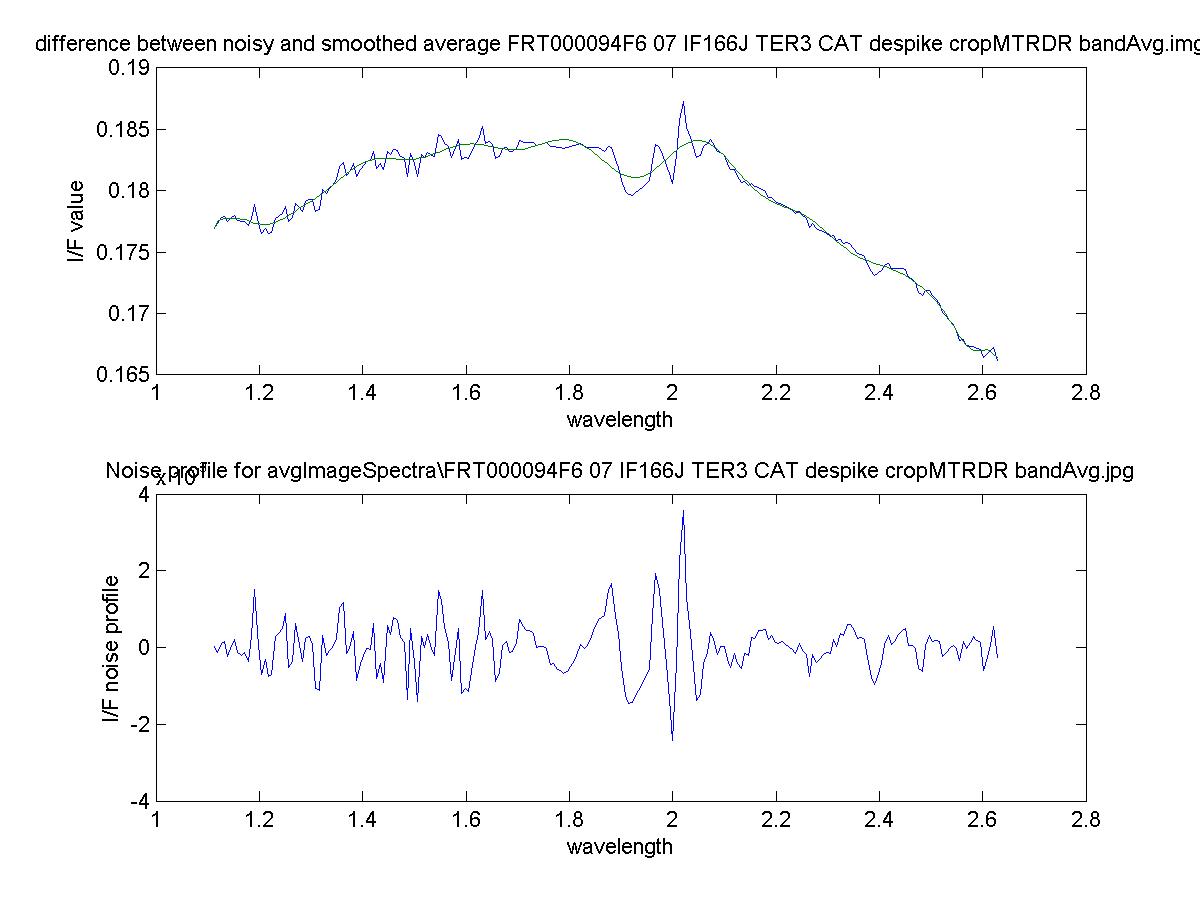 difference between noisy and smoothed average FRT000094F6 07 IF166J TER3 CAT despike cropMTRDR bandAvg.img
0.19
0.185
0.18
0.175
0.17
0.165
I/F value
1 1.2 1.4 1.6 1.8 2 2.2 2.4 2.6 2.8
wavelength
Noise profile for avgImageSpectra\FRT000094F6 07 IF166J TER3 CAT despike cropMTRDR bandAvg.jpg
x 10
4
2
0
-2
-4
I/F noise profile
1 1.2 1.4 1.6 1.8 2 2.2 2.4 2.6 2.8
wavelength